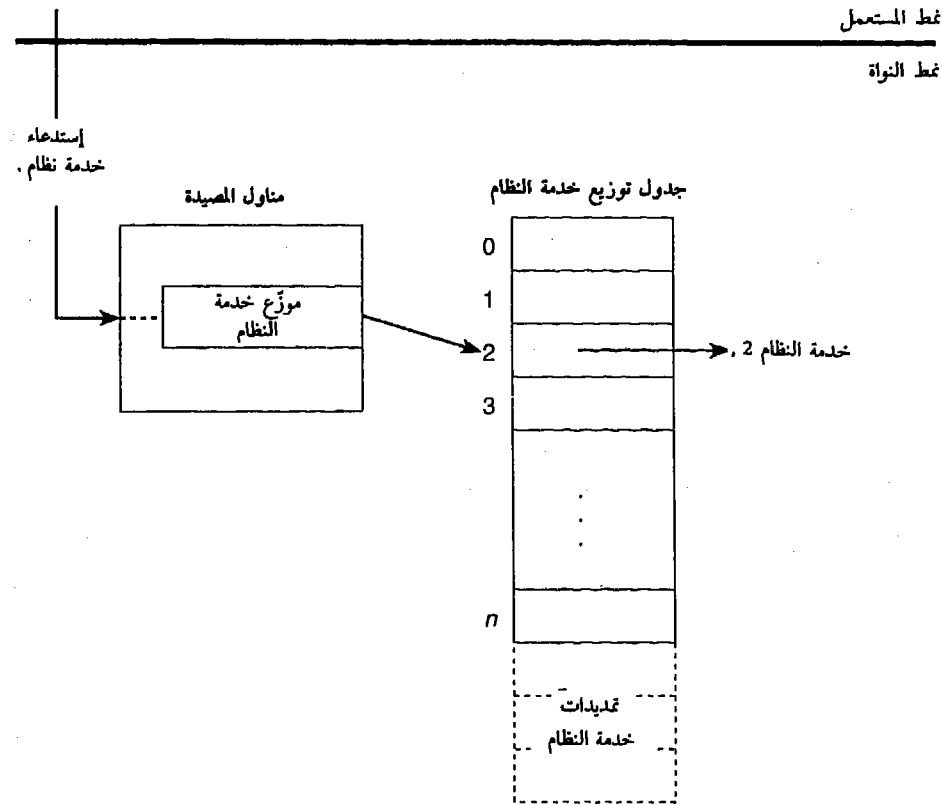 نمط المستعمل
نمط النواة
إستدعاء
خدمة نظام .
مناول المصيدة
جدول توزيع خدمة النظام
موزّع خدمة
النظام
0
1
2
3
خدمة النظام 2 .
n
تمديدات
خدمة النظام